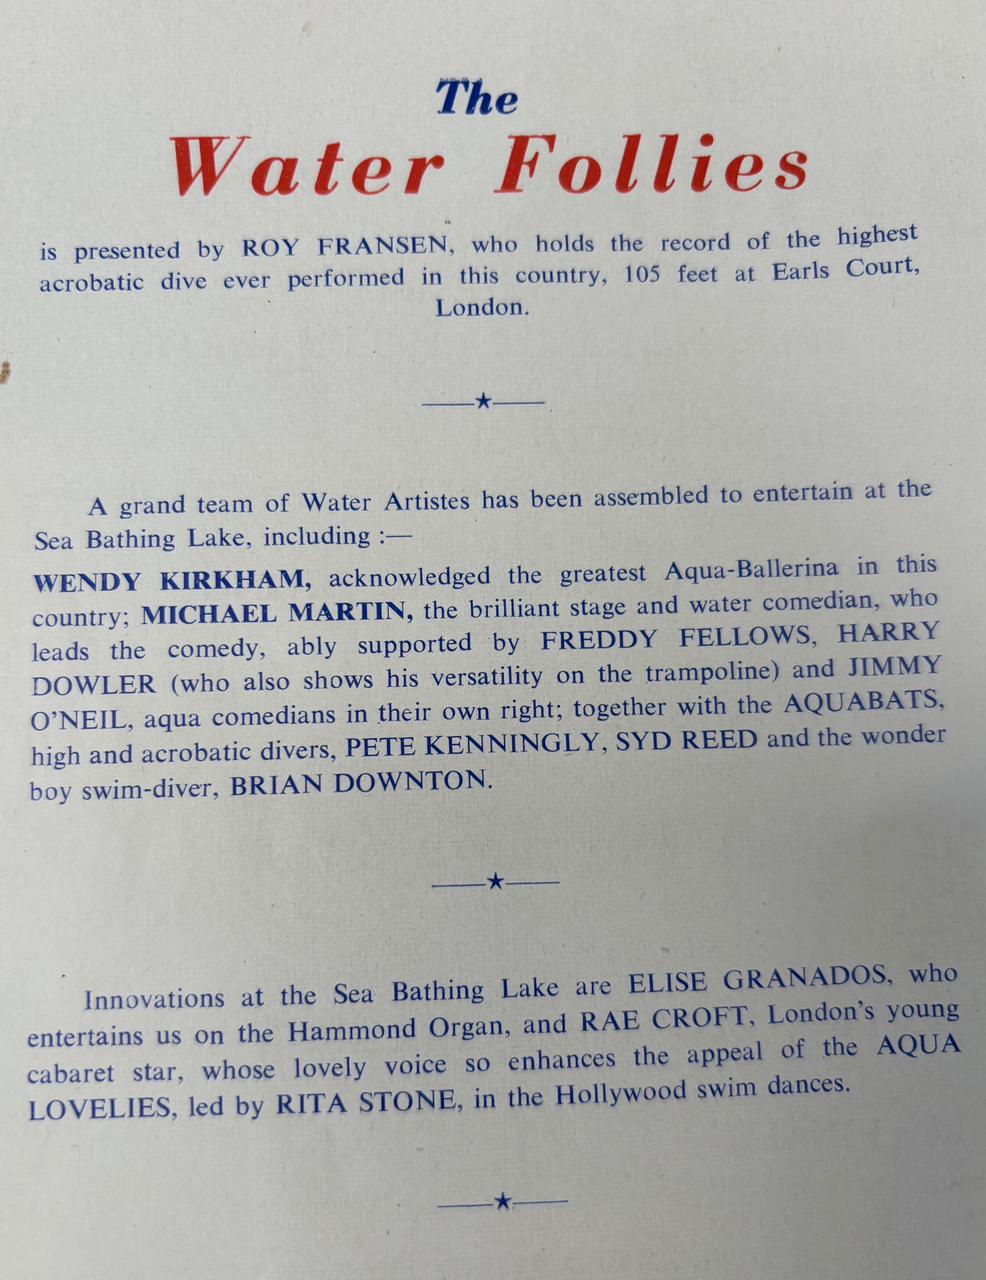 The
Water Follies
is presented by ROY FRANSEN, who holds the record of the highest
acrobatic dive ever performed in this country, 105 feet at Earls Court,
London.
A grand team of Water Artistes has been assembled to entertain at the
Sea Bathing Lake, including :—
WENDY KIRKHAM, acknowledged the greatest Aqua-Ballerina in this
country; MICHAEL MARTIN, the brilliant stage and water comedian, who
leads the comedy, ably supported by FREDDY FELLOWS, HARRY
DOWLER (who also shows his versatility on the trampoline) and JIMMY
O'NEIL, aqua comedians in their own right; together with the AQUABATS,
high and acrobatic divers, PETE KENNINGLY, SYD REED and the wonder
boy swim-diver, BRIAN DOWNTON.
Innovations at the Sea Bathing Lake are ELISE GRANADOS, who
entertains us on the Hammond Organ, and RAE CROFT, London's young
cabaret star, whose lovely voice so enhances the appeal of the AQUA
LOVELIES, led by RITA STONE, in the Hollywood swim dances.